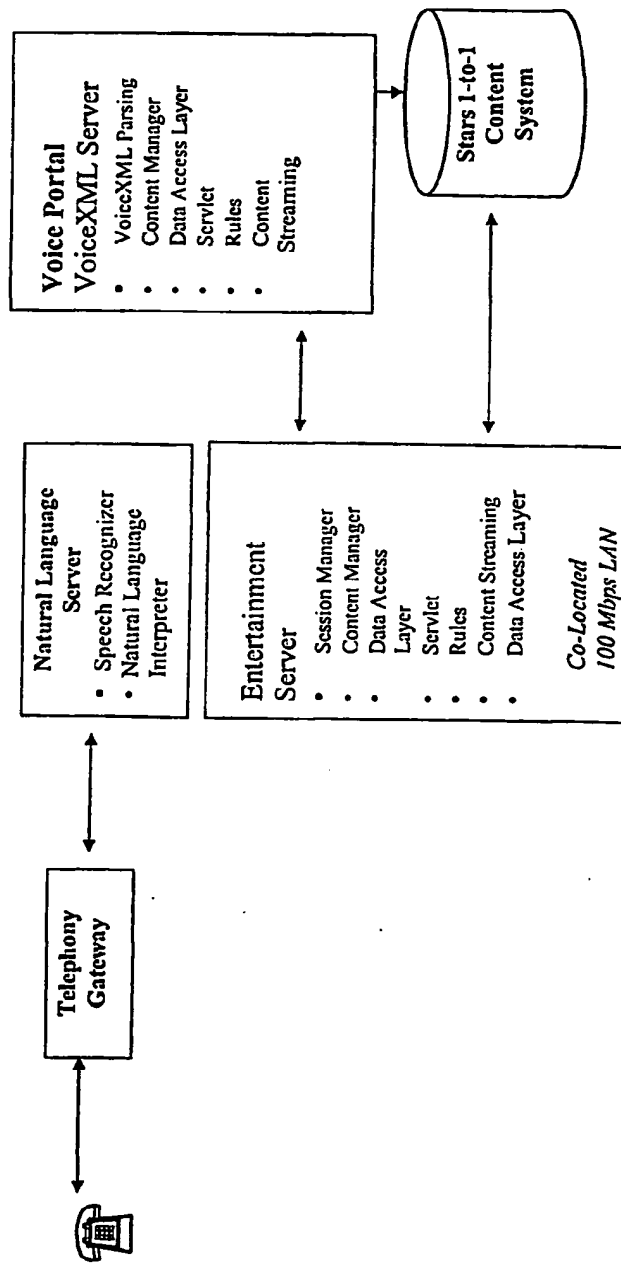 Telephony
Gateway
Natural Language
Server
• Speech Recognizer
• Natural Language
Interpreter
Entertainment
Server
• Session Manager
• Content Manager
• Data Access
Layer
• Servlet
• Rules
• Content Streaming
• Data Access Layer
Co-Located
100 Mbps LAN
Voice Portal
VoiceXML Server
• VoiceXML Parsing
• Content Manager
• Data Access Layer
• Servlet
• Rules
• Content
Streaming
Stars 1-to-1
Content
System